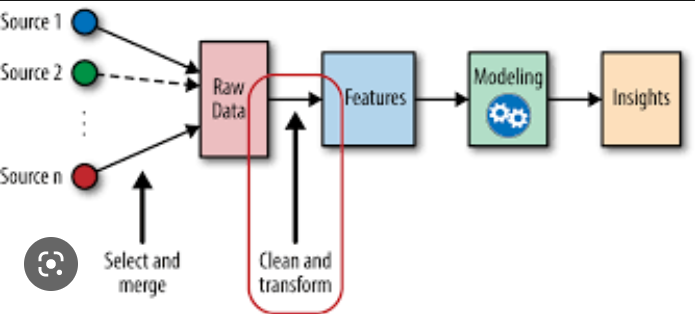 Source 1
Source 2
Source n
Raw
Data
Features
Modeling
Insights
Select and
merge
Clean and
transform